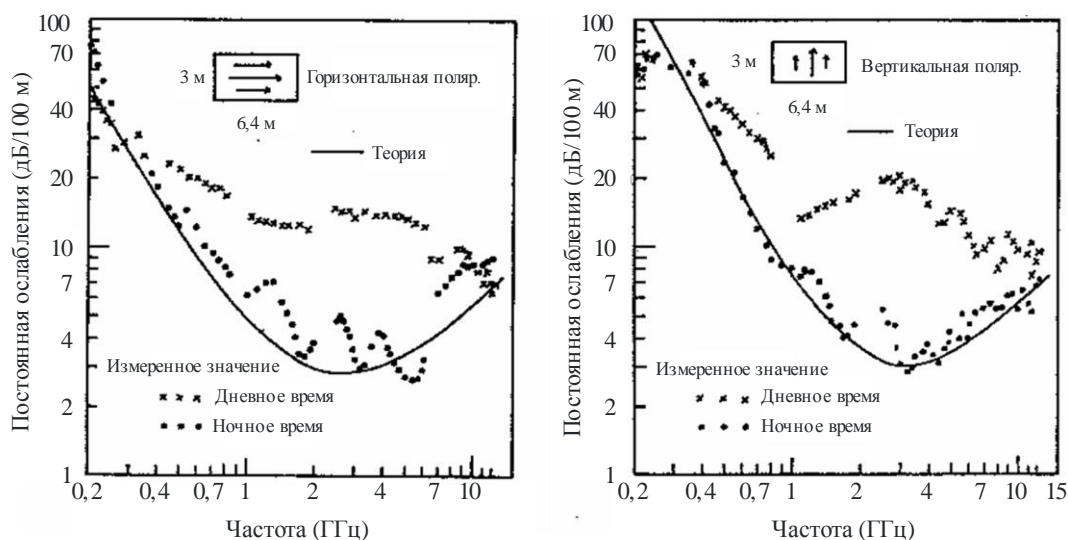 100
70
40
20
10
7
4
2
1
Постоянная ослабления (дБ/100 м)
3 м
Горизонтальная поляр.
6,4 м
Теория
Измеренное значение
Дневное время
Ночное время
0,2 0,4 0,7 1 2 4 7 10
Частота (ГГц)
100
70
40
20
10
7
4
2
1
Постоянная ослабления (дБ/100 м)
3 м
Вертикальная поляр.
6,4 м
Теория
Измеренное значение
Дневное время
Ночное время
0,2 0,4 0,7 1 2 4 7 10 15
Частота (ГГц)